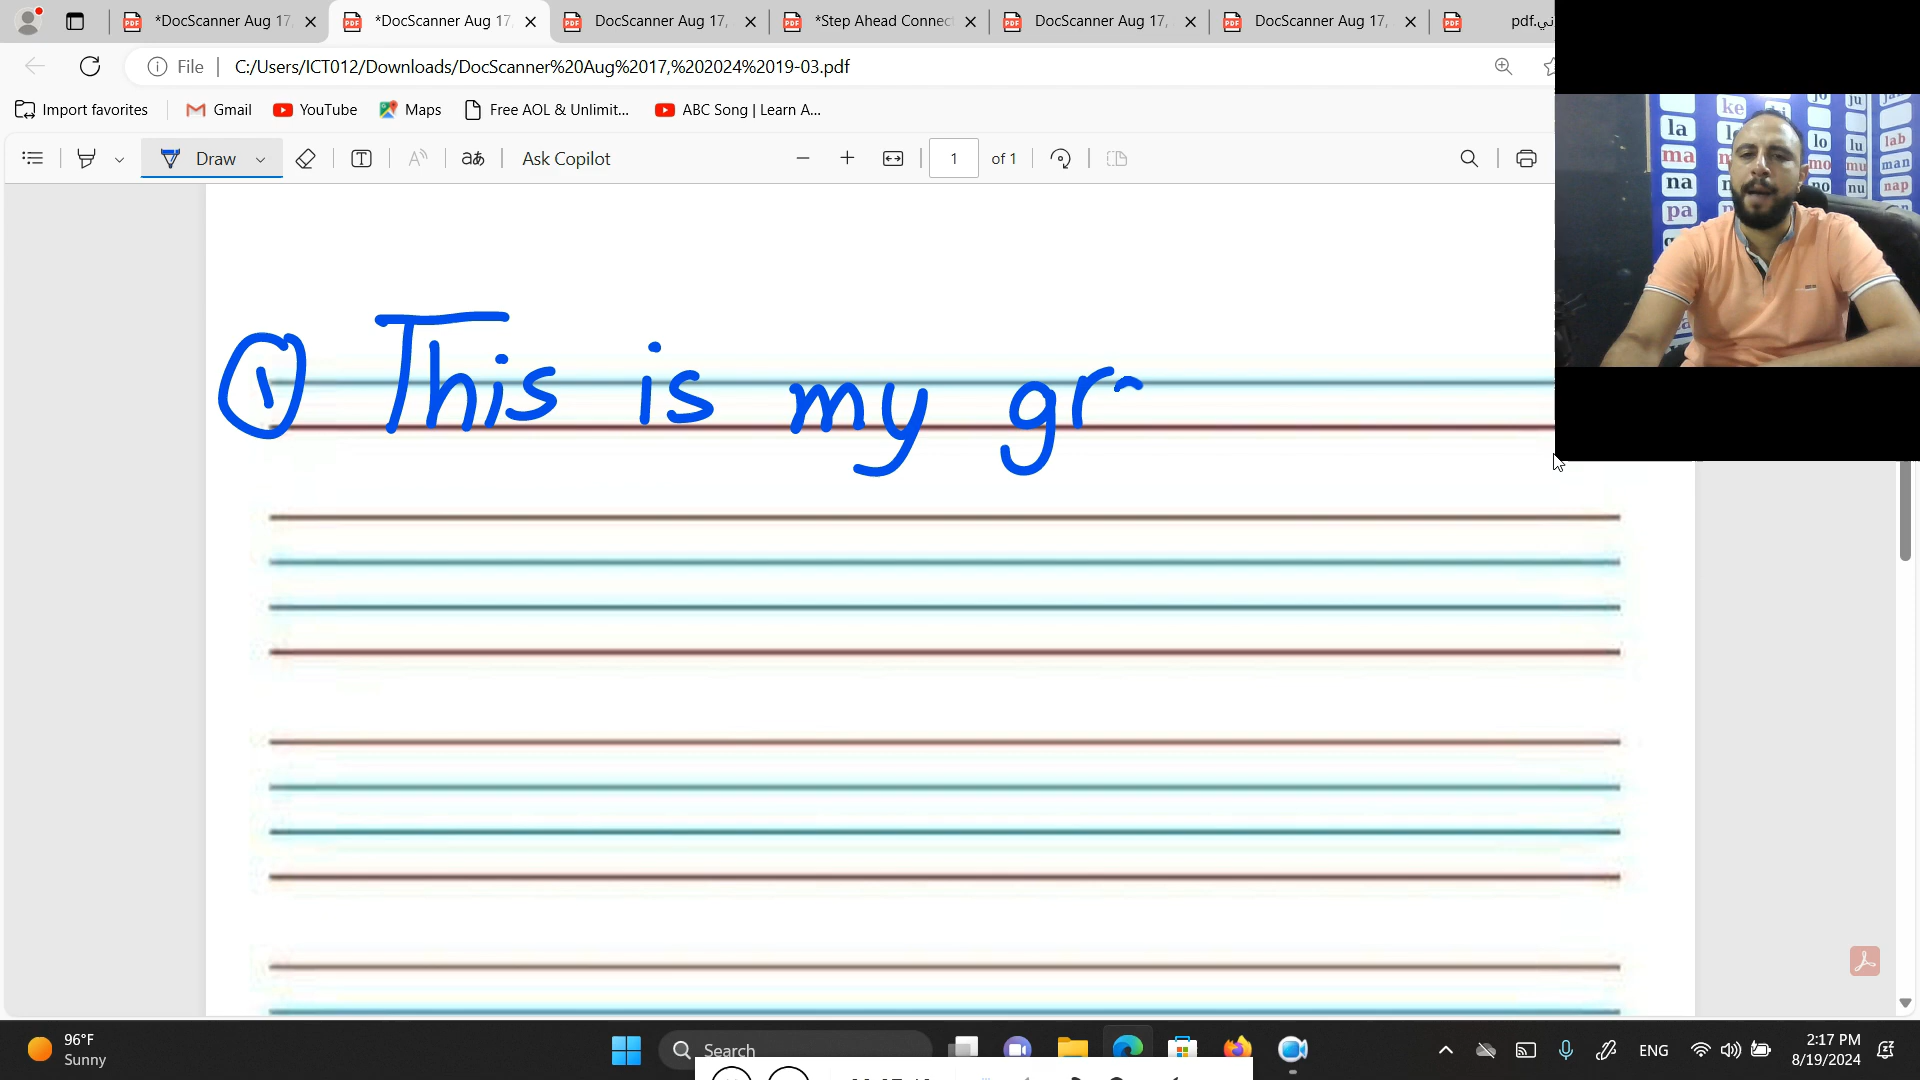 *DocScanner Aug 17,
*DocScanner Aug 17,
DocScanner Aug 17,
*Step Ahead Connec
DocScanner Aug 17,
DocScanner Aug 17,
File
C:/Users/ICT012/Downloads/DocScanner%20Aug%2017,%202024%2019-03.pdf
Import favorites
Gmail
YouTube
Maps
Free AOL & Unlimit...
ABC Song | Learn A...
Draw
Ask Copilot
1 of 1
la
ma
na
pa
ke
lo
mo
no
ju
lu
mu
nu
lab
man
nap
① This is my gr
96°F
Sunny
Search
ENG
2:17 PM
8/19/2024